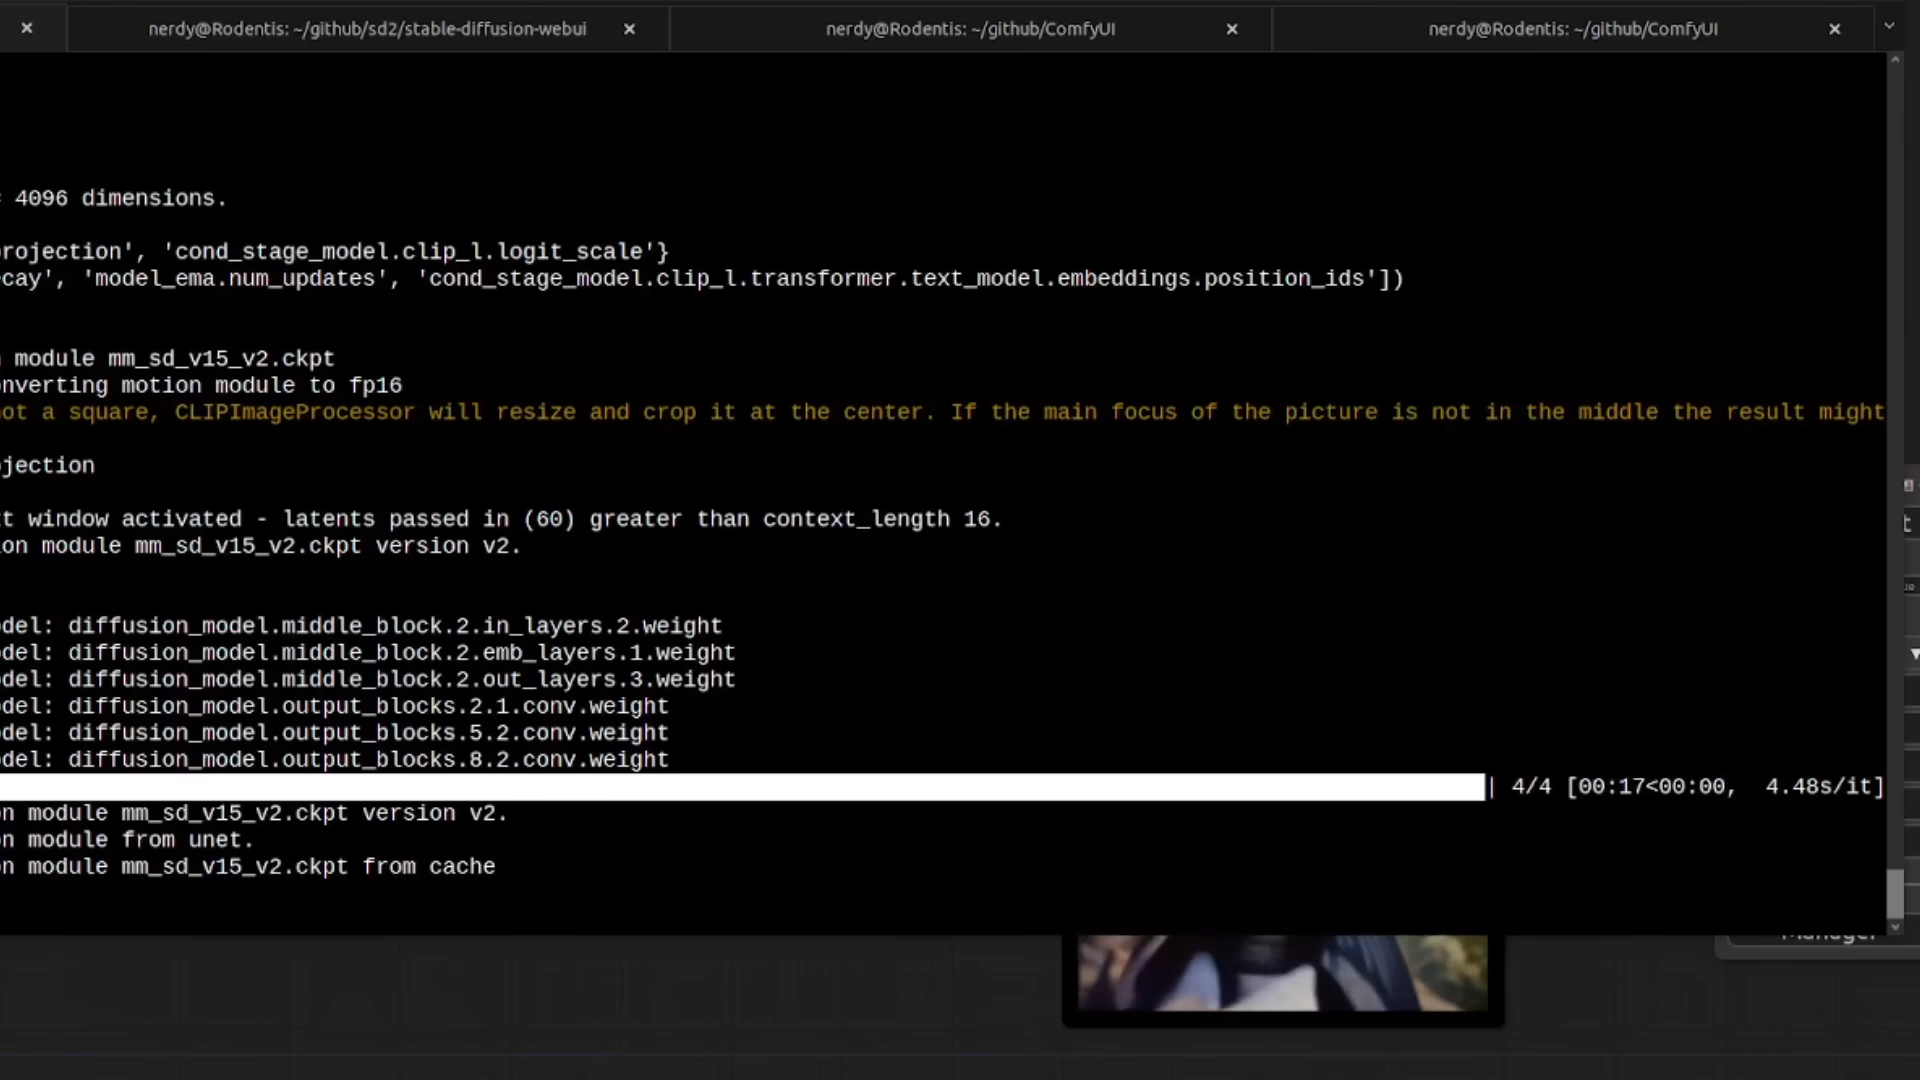 nerdy@Rodentis: ~/github/sd2/stable-diffusion-webui
nerdy@Rodentis: ~/github/ComfyUI
nerdy@Rodentis: ~/github/ComfyUI
4096 dimensions.
rojection', 'cond_stage_model.clip_l.logit_scale'}
ecay', 'model_ema.num_updates', 'cond_stage_model.clip_l.transformer.text_model.embeddings.position_ids'])
n module mm_sd_v15_v2.ckpt
onverting motion module to fp16
ot a square, CLIPImageProcessor will resize and crop it at the center. If the main focus of the picture is not in the middle the result might
jection
t window activated - latents passed in (60) greater than context_length 16.
on module mm_sd_v15_v2.ckpt version v2.
del: diffusion_model.middle_block.2.in_layers.2.weight
del: diffusion_model.middle_block.2.emb_layers.1.weight
del: diffusion_model.middle_block.2.out_layers.3.weight
del: diffusion_model.output_blocks.2.1.conv.weight
del: diffusion_model.output_blocks.5.2.conv.weight
del: diffusion_model.output_blocks.8.2.conv.weight
| 4/4 [00:17<00:00, 4.48s/it]
n module mm_sd_v15_v2.ckpt version v2.
n module from unet.
n module mm_sd_v15_v2.ckpt from cache
Manager